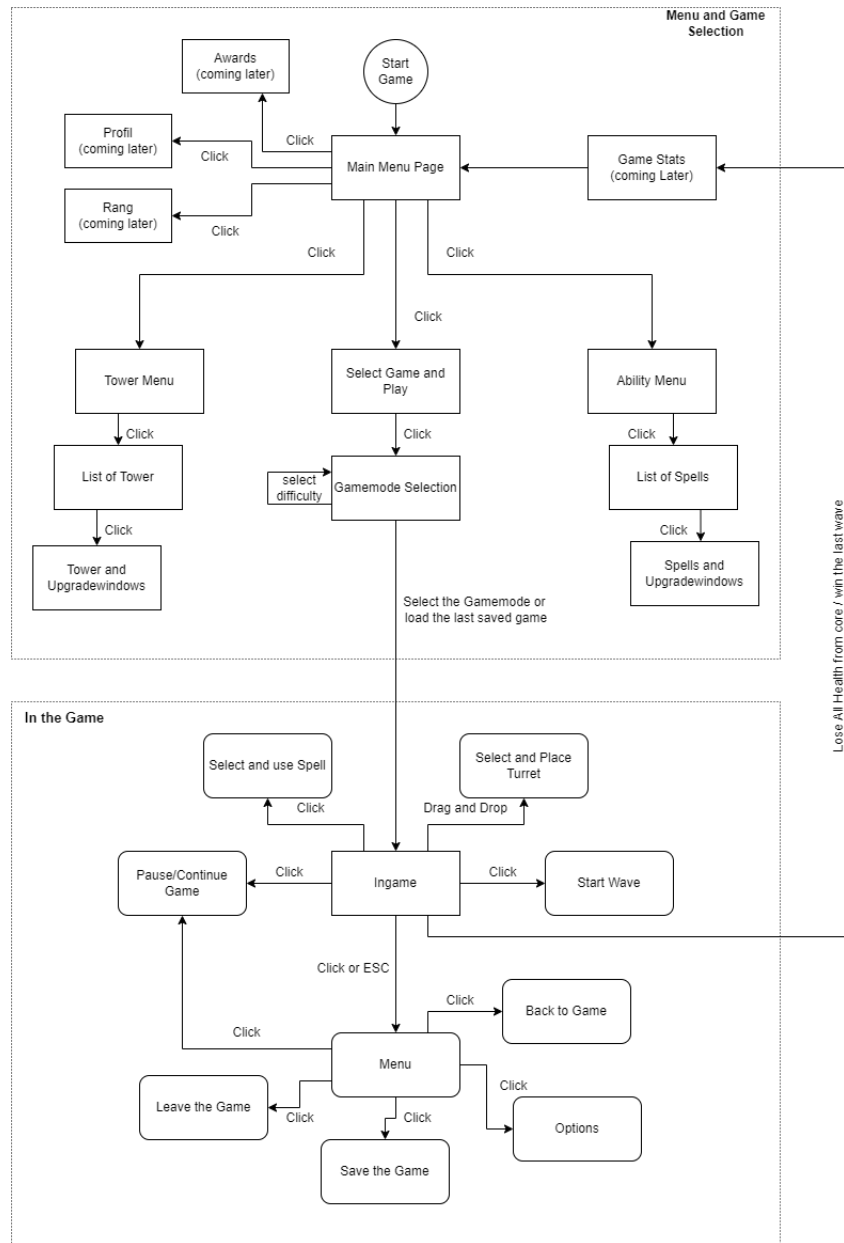 Menu and Game
Selection
Awards
(coming later)
Start
Game
Click
Profil
(coming later)
Click
Main Menu Page
Game Stats
(coming Later)
Rang
(coming later)
Click
Click
Click
Click
Tower Menu
Select Game and
Play
Ability Menu
Click
Click
Click
List of Tower
select
difficulty
Gamemode Selection
List of Spells
Click
Click
Tower and
Upgradewindows
Spells and
Upgradewindows
Select the Gamemode or
load the last saved game
Lose All Health from core / win the last wave
In the Game
Select and use Spell
Select and Place
Turret
Click
Drag and Drop
Pause/Continue
Game
Click
Ingame
Click
Start Wave
Click or ESC
Click
Back to Game
Click
Menu
Click
Leave the Game
Click
Click
Options
Save the Game